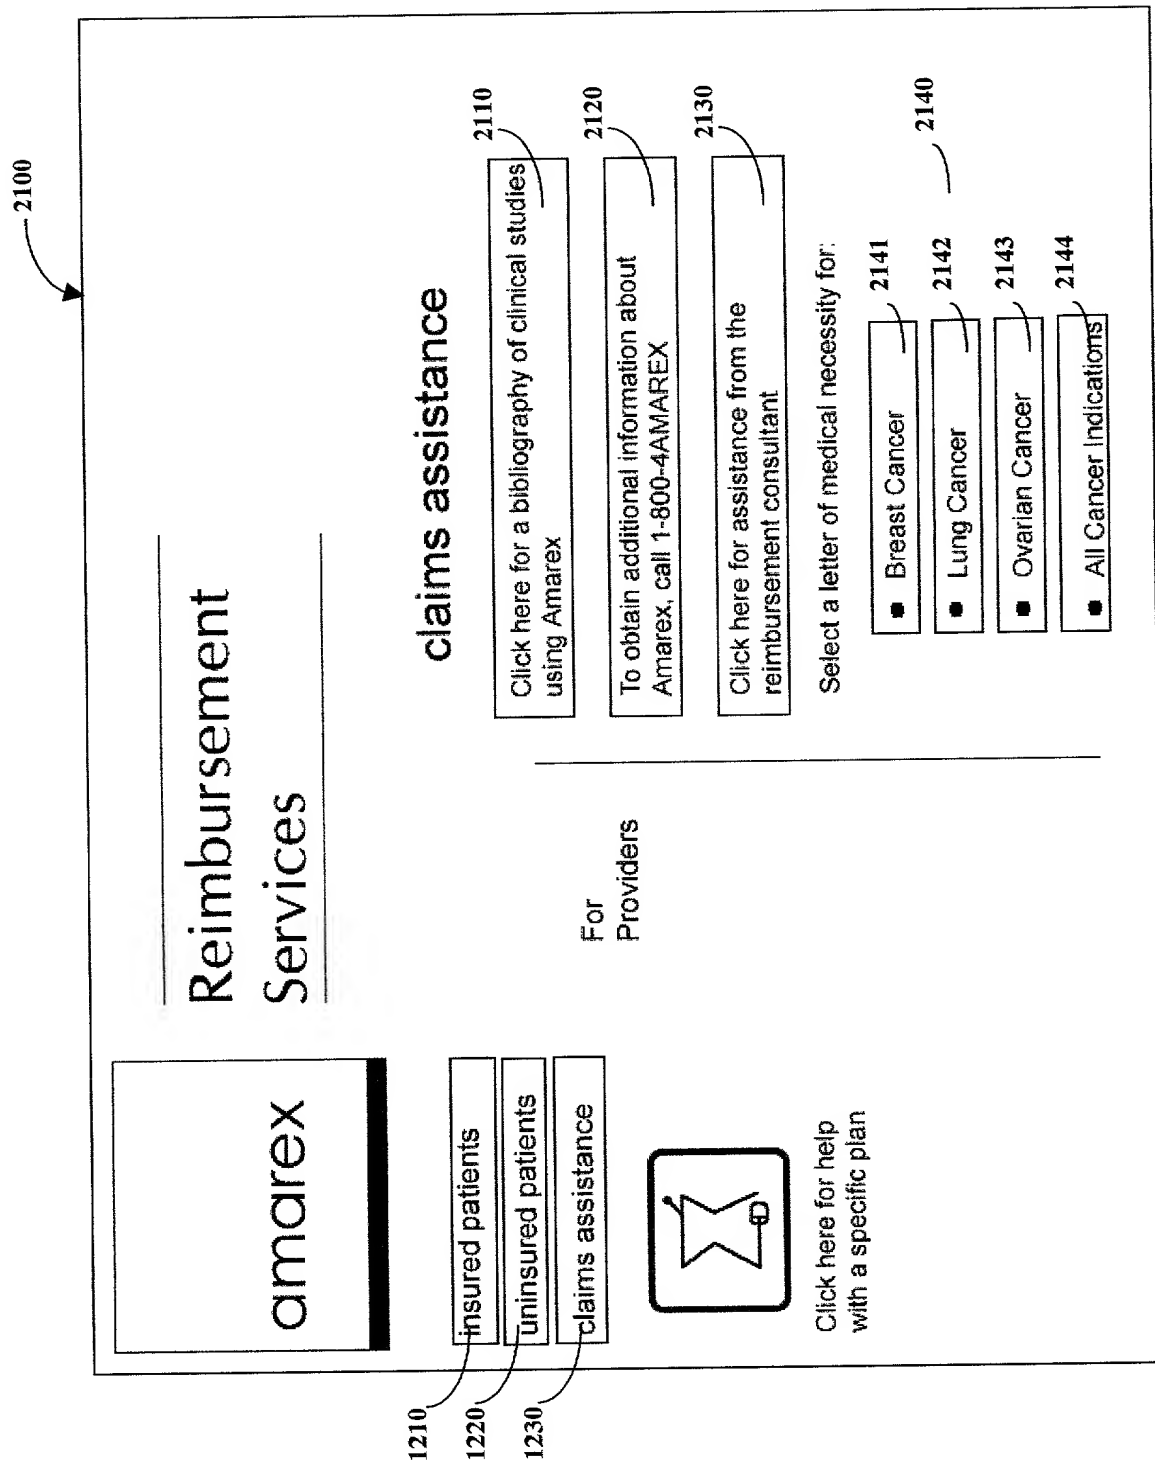 2100
amarex
Reimbursement
Services
1210
insured patients
1220
uninsured patients
1230
claims assistance
Click here for help
with a specific plan
For
Providers
claims assistance
Click here for a bibliography of clinical studies
using Amarex
2110
To obtain additional information about
Amarex, call 1-800-4AMAREX
2120
Click here for assistance from the
reimbursement consultant
2130
Select a letter of medical necessity for:
2140
• Breast Cancer
2141
• Lung Cancer
2142
• Ovarian Cancer
2143
• All Cancer Indications
2144